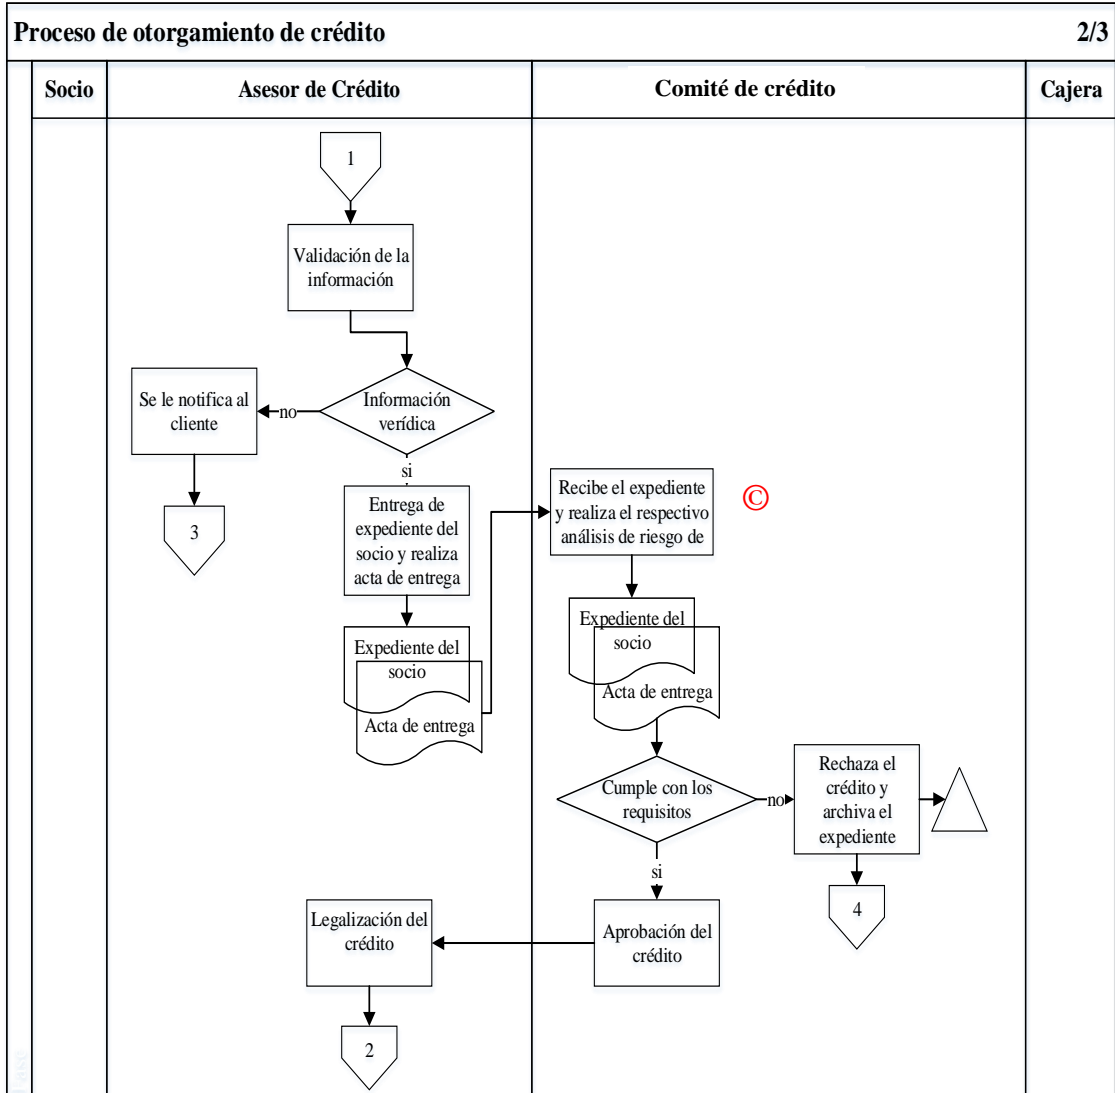 Proceso de otorgamiento de crédito 2/3
Socio
Asesor de Crédito
Comité de crédito
Cajera
1
Validación de la
información
Información
verídica
no
Se le notifica al
cliente
3
si
Entrega de
expediente del
socio y realiza
acta de entrega
Expediente del
socio
Acta de entrega
Recibe el expediente
y realiza el respectivo
análisis de riesgo de
©
Expediente del
socio
Acta de entrega
Cumple con los
requisitos
no
Rechaza el
crédito y
archiva el
expediente
4
si
Aprobación del
crédito
Legalización del
crédito
2
Fase